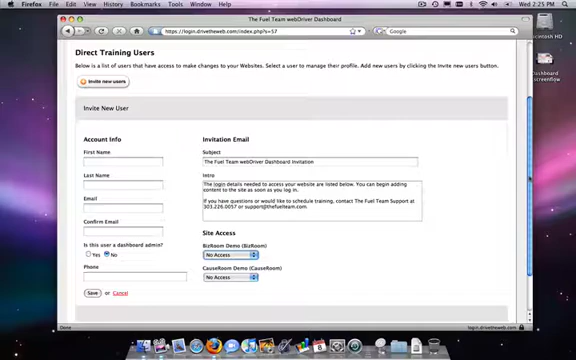 Firefox File Edit View History Bookmarks Tools Window Help
Wed 2:25 PM
The Fuel Team webDriver Dashboard
https://login.drivetheweb.com/index.php?s=57
Google
Macintosh HD
Dashboard
screenflow
Direct Training Users
Below is a list of users that have access to make changes to your Websites. Select a user to manage their profile. Add new users by clicking the Invite new users button.
Invite new users
Invite New User
Account Info
First Name
Last Name
Email
Confirm Email
Is this user a dashboard admin?
Yes No
Phone
Save or Cancel
Invitation Email
Subject
The Fuel Team webDriver Dashboard Invitation
Intro
The login details needed to access your website are listed below. You can begin adding
content to the site as soon as you log in.
If you have questions or would like to schedule training, contact The Fuel Team Support at
303.226.0057 or support@thefuelteam.com.
Site Access
BizRoom Demo (BizRoom)
No Access
CauseRoom Demo (CauseRoom)
No Access
Done
login.drivetheweb.com